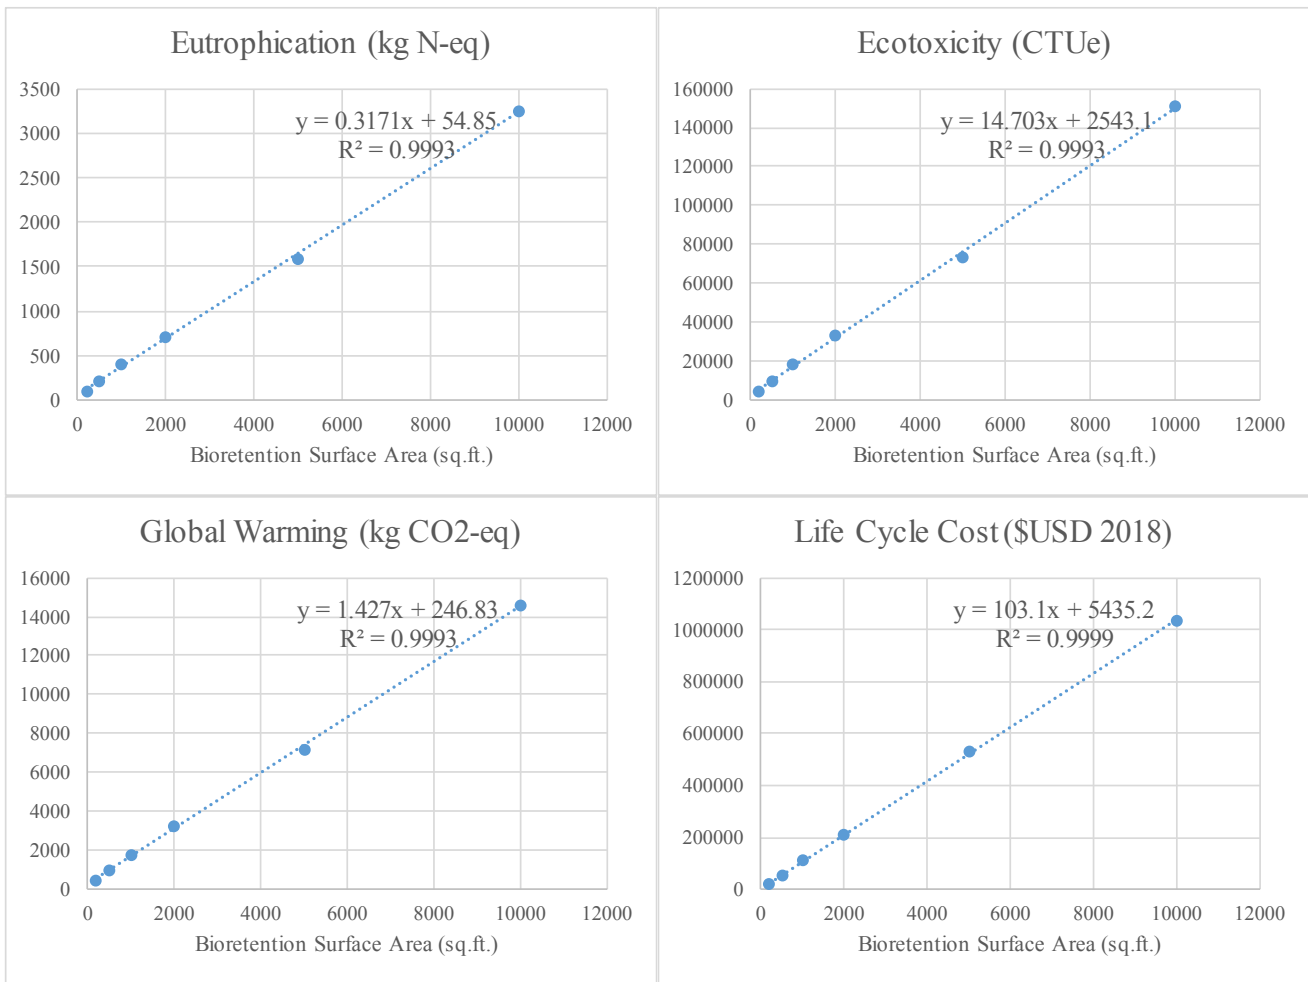 Eutrophication (kg N-eq)
3500
3000
2500
2000
1500
1000
500
0
y = 0.3171x + 54.85
R² = 0.9993
0 2000 4000 6000 8000 10000 12000
Bioretention Surface Area (sq.ft.)
Ecotoxicity (CTUe)
160000
140000
120000
100000
80000
60000
40000
20000
0
y = 14.703x + 2543.1
R² = 0.9993
0 2000 4000 6000 8000 10000 12000
Bioretention Surface Area (sq.ft.)
Global Warming (kg CO2-eq)
16000
14000
12000
10000
8000
6000
4000
2000
0
y = 1.427x + 246.83
R² = 0.9993
0 2000 4000 6000 8000 10000 12000
Bioretention Surface Area (sq.ft.)
Life Cycle Cost ($USD 2018)
1200000
1000000
800000
600000
400000
200000
0
y = 103.1x + 5435.2
R² = 0.9999
0 2000 4000 6000 8000 10000 12000
Bioretention Surface Area (sq.ft.)